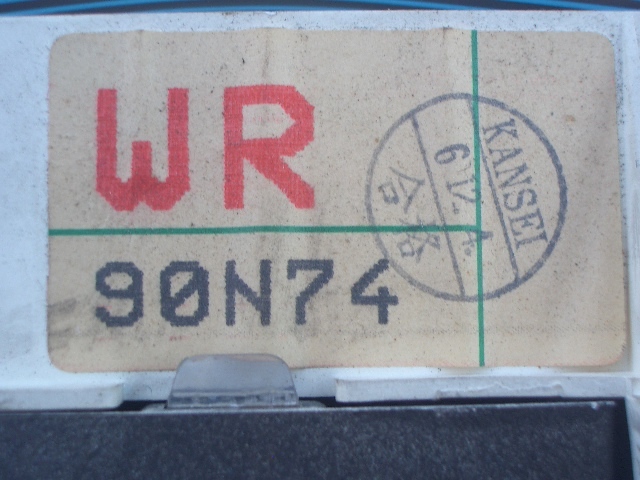 WR
90N74
KANSEI
6.12.4.
合格